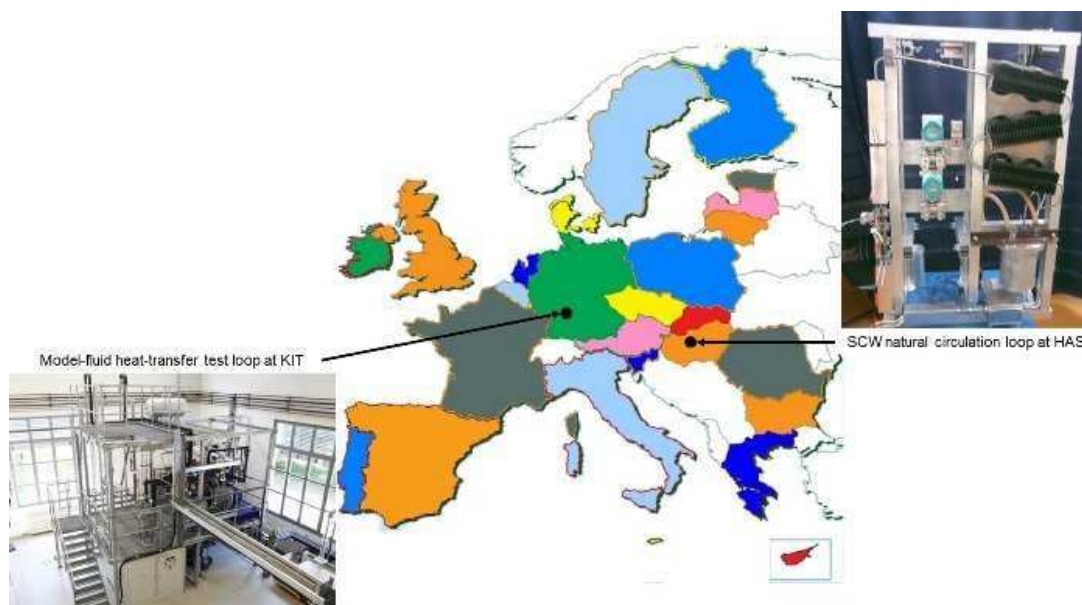 SCW natural circulation loop at HAS
Model-fluid heat-transfer test loop at KIT